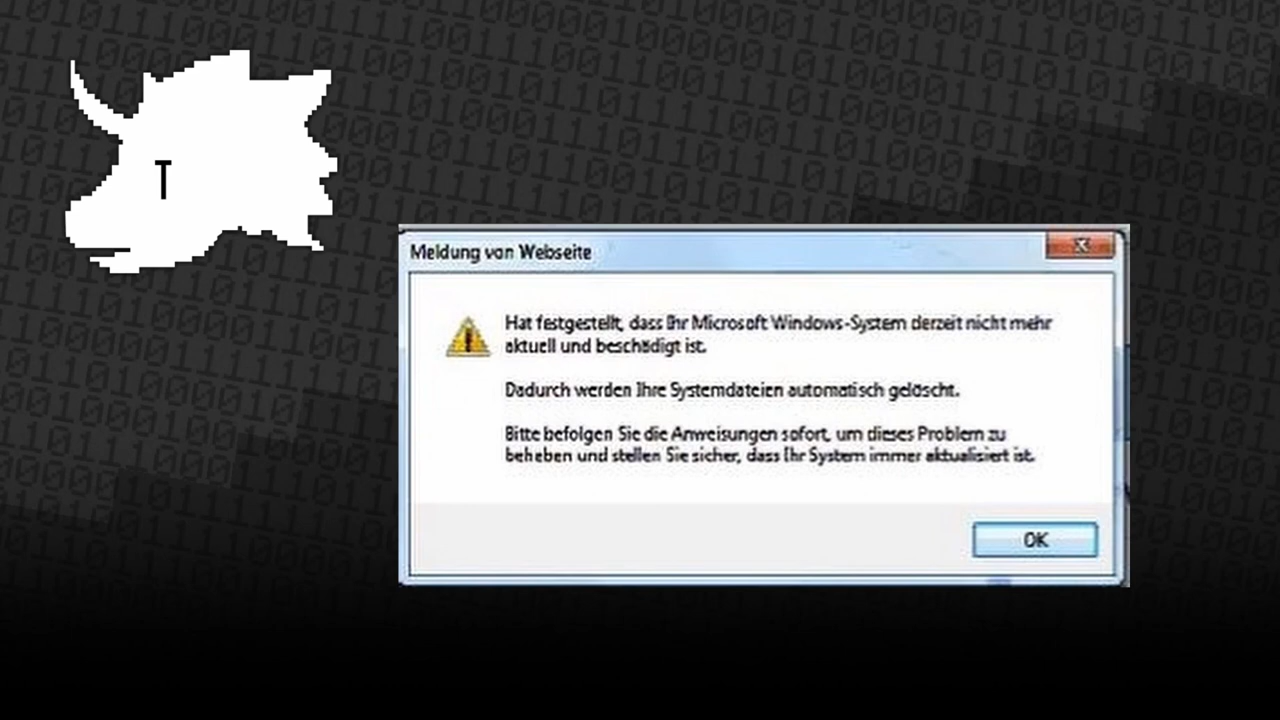 T
Meldung von Webseite
Hat festgestellt, dass Ihr Microsoft Windows-System derzeit nicht mehr
aktuell und beschädigt ist.
Dadurch werden Ihre Systemdateien automatisch gelöscht.
Bitte befolgen Sie die Anweisungen sofort, um dieses Problem zu
beheben und stellen Sie sicher, dass Ihr System immer aktualisiert ist.
OK